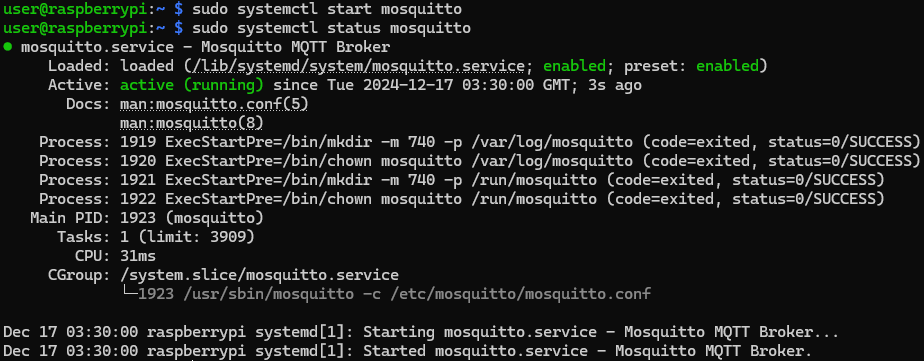 user@raspberrypi:~ $ sudo systemctl start mosquitto
user@raspberrypi:~ $ sudo systemctl status mosquitto
● mosquitto.service - Mosquitto MQTT Broker
     Loaded: loaded (/lib/systemd/system/mosquitto.service; enabled; preset: enabled)
     Active: active (running) since Tue 2024-12-17 03:30:00 GMT; 3s ago
       Docs: man:mosquitto.conf(5)
             man:mosquitto(8)
    Process: 1919 ExecStartPre=/bin/mkdir -m 740 -p /var/log/mosquitto (code=exited, status=0/SUCCESS)
    Process: 1920 ExecStartPre=/bin/chown mosquitto /var/log/mosquitto (code=exited, status=0/SUCCESS)
    Process: 1921 ExecStartPre=/bin/mkdir -m 740 -p /run/mosquitto (code=exited, status=0/SUCCESS)
    Process: 1922 ExecStartPre=/bin/chown mosquitto /run/mosquitto (code=exited, status=0/SUCCESS)
   Main PID: 1923 (mosquitto)
      Tasks: 1 (limit: 3909)
        CPU: 31ms
     CGroup: /system.slice/mosquitto.service
             └─1923 /usr/sbin/mosquitto -c /etc/mosquitto/mosquitto.conf
Dec 17 03:30:00 raspberrypi systemd[1]: Starting mosquitto.service - Mosquitto MQTT Broker...
Dec 17 03:30:00 raspberrypi systemd[1]: Started mosquitto.service - Mosquitto MQTT Broker.